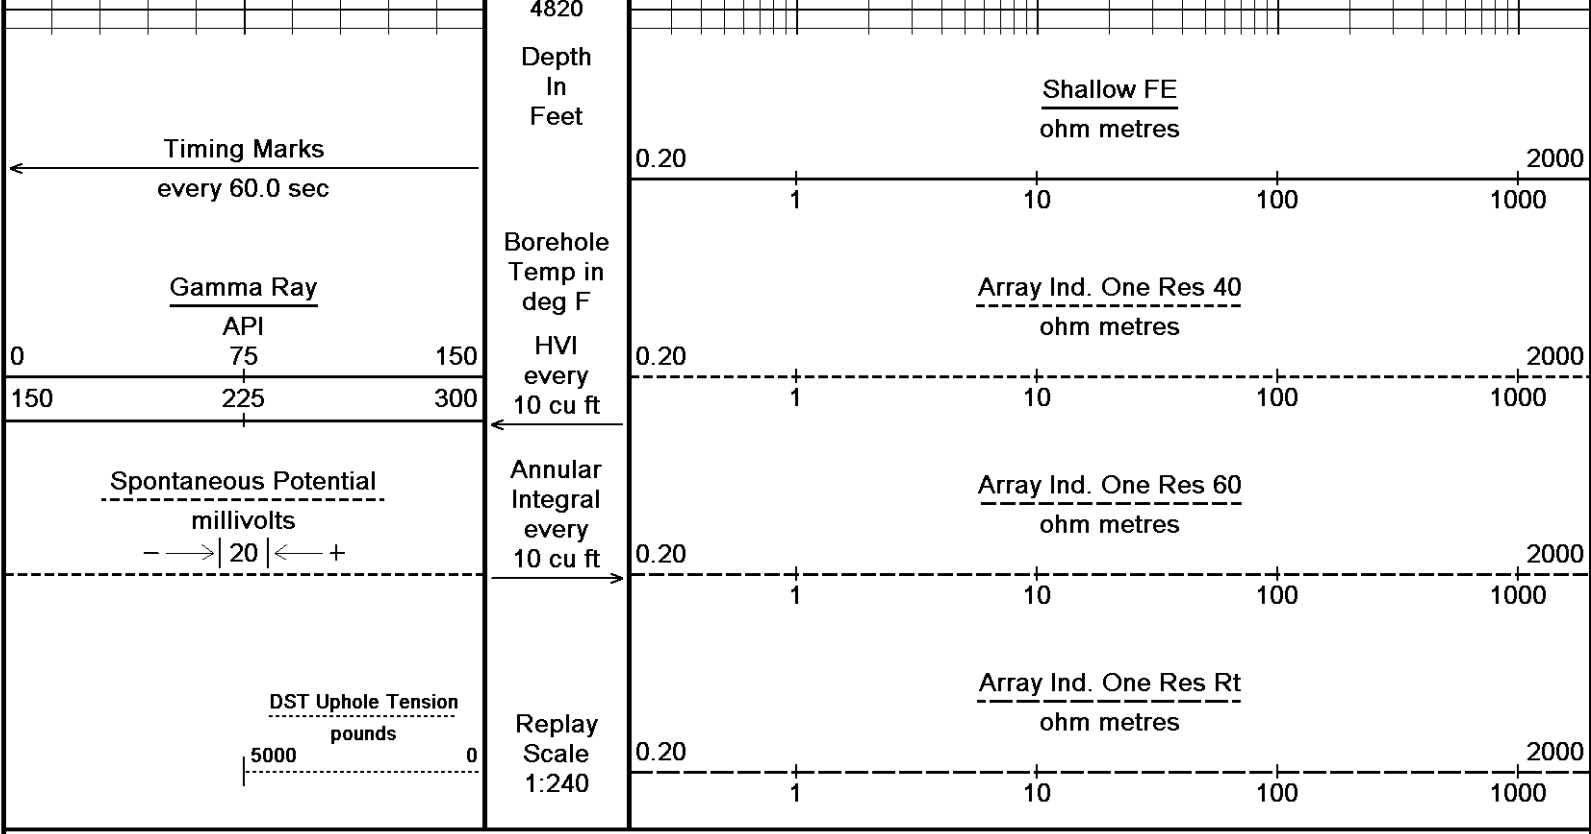 4820
Depth
In
Feet
Timing Marks
every 60.0 sec
Gamma Ray
API
0 75 150
150 225 300
Spontaneous Potential
millivolts
− 20 +
DST Uphole Tension
pounds
5000 0
Borehole
Temp in
deg F
HVI
every
10 cu ft
Annular
Integral
every
10 cu ft
Replay
Scale
1:240
Shallow FE
ohm metres
0.20 2000
1 10 100 1000
Array Ind. One Res 40
ohm metres
0.20 2000
1 10 100 1000
Array Ind. One Res 60
ohm metres
0.20 2000
1 10 100 1000
Array Ind. One Res Rt
ohm metres
0.20 2000
1 10 100 1000